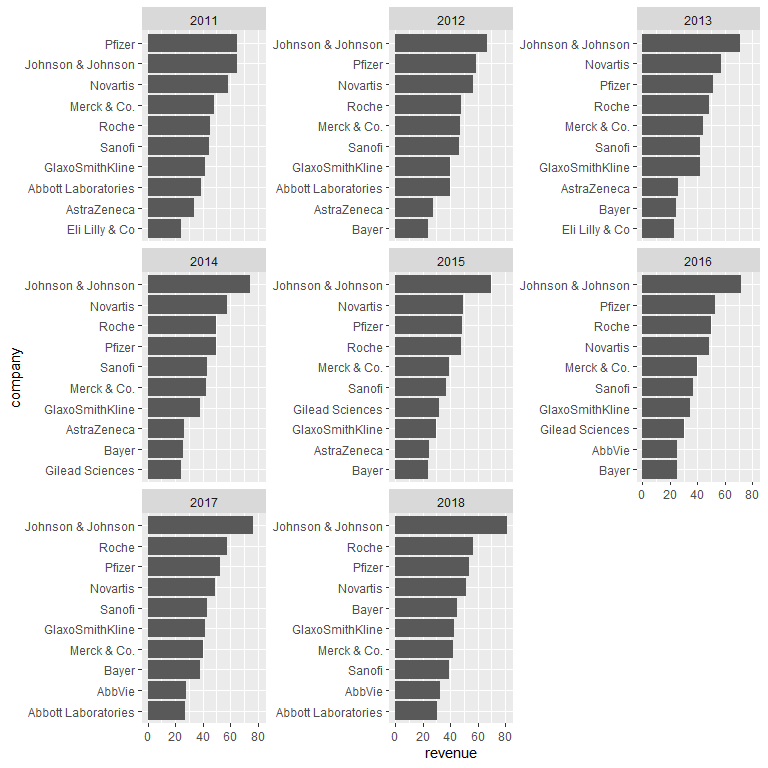 2011
Pfizer
Johnson & Johnson
Novartis
Merck & Co.
Roche
Sanofi
GlaxoSmithKline
Abbott Laboratories
AstraZeneca
Eli Lilly & Co
2012
Johnson & Johnson
Pfizer
Novartis
Roche
Merck & Co.
Sanofi
GlaxoSmithKline
Abbott Laboratories
AstraZeneca
Bayer
2013
Johnson & Johnson
Novartis
Pfizer
Roche
Merck & Co.
Sanofi
GlaxoSmithKline
AstraZeneca
Bayer
Eli Lilly & Co
company
2014
Johnson & Johnson
Novartis
Roche
Pfizer
Sanofi
Merck & Co.
GlaxoSmithKline
AstraZeneca
Bayer
Gilead Sciences
2015
Johnson & Johnson
Novartis
Pfizer
Roche
Merck & Co.
Sanofi
Gilead Sciences
GlaxoSmithKline
AstraZeneca
Bayer
2016
Johnson & Johnson
Pfizer
Roche
Novartis
Merck & Co.
Sanofi
GlaxoSmithKline
Gilead Sciences
AbbVie
Bayer
0 20 40 60 80
2017
Johnson & Johnson
Roche
Pfizer
Novartis
Sanofi
GlaxoSmithKline
Merck & Co.
Bayer
AbbVie
Abbott Laboratories
0 20 40 60 80
2018
Johnson & Johnson
Roche
Pfizer
Novartis
Bayer
GlaxoSmithKline
Merck & Co.
Sanofi
AbbVie
Abbott Laboratories
0 20 40 60 80
revenue